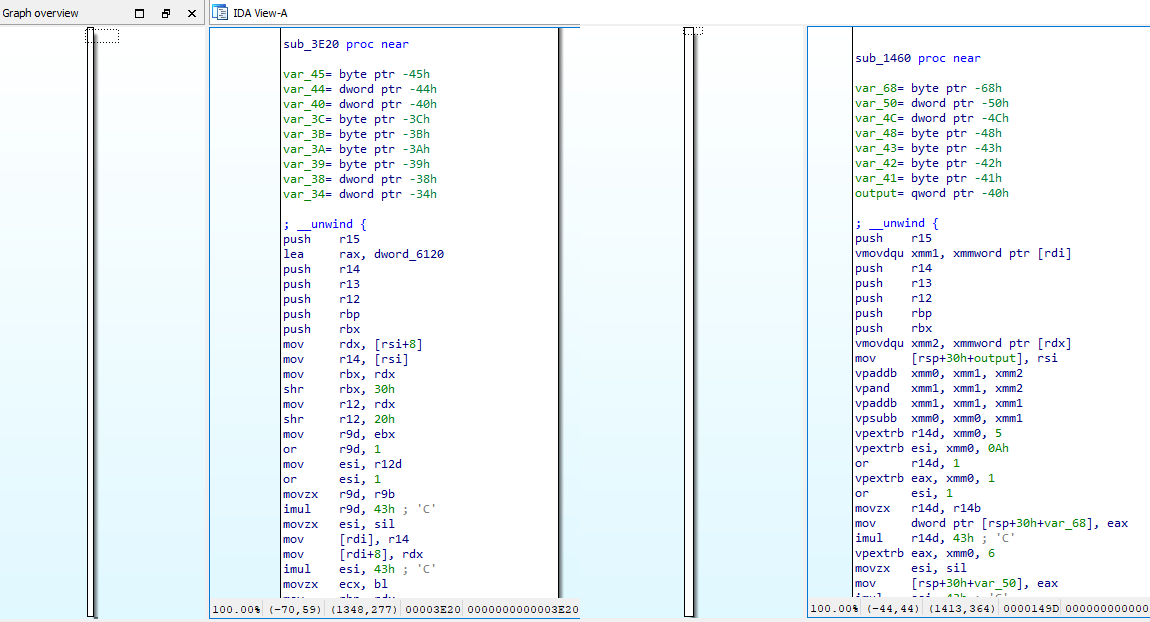 Graph overview
IDA View-A
sub_3E20 proc near
var_45= byte ptr -45h
var_44= dword ptr -44h
var_40= dword ptr -40h
var_3C= byte ptr -3Ch
var_3B= byte ptr -3Bh
var_3A= byte ptr -3Ah
var_39= byte ptr -39h
var_38= dword ptr -38h
var_34= dword ptr -34h
; __unwind {
push r15
lea rax, dword_6120
push r14
push r13
push r12
push rbp
push rbx
mov rdx, [rsi+8]
mov r14, [rsi]
mov rbx, rdx
shr rbx, 30h
mov r12, rdx
shr r12, 20h
mov r9d, ebx
or r9d, 1
mov esi, r12d
or esi, 1
movzx r9d, r9b
imul r9d, 43h ; 'C'
movzx esi, sil
mov [rdi], r14
mov [rdi+8], rdx
imul esi, 43h ; 'C'
movzx ecx, bl
100.00% (-70,59) (1348,277) 00003E20 0000000000003E20
sub_1460 proc near
var_68= byte ptr -68h
var_50= dword ptr -50h
var_4C= dword ptr -4Ch
var_48= byte ptr -48h
var_43= byte ptr -43h
var_42= byte ptr -42h
var_41= byte ptr -41h
output= qword ptr -40h
; __unwind {
push r15
vmovdqu xmm1, xmmword ptr [rdi]
push r14
push r13
push r12
push rbp
push rbx
vmovdqu xmm2, xmmword ptr [rdx]
mov [rsp+30h+output], rsi
vpaddb xmm0, xmm1, xmm2
vpand xmm1, xmm1, xmm2
vpaddb xmm1, xmm1, xmm1
vpsubb xmm0, xmm0, xmm1
vpextrb r14d, xmm0, 5
vpextrb esi, xmm0, 0Ah
or r14d, 1
vpextrb eax, xmm0, 1
or esi, 1
movzx r14d, r14b
mov dword ptr [rsp+30h+var_68], eax
imul r14d, 43h ; 'C'
vpextrb eax, xmm0, 6
movzx esi, sil
mov [rsp+30h+var_50], eax
100.00% (-44,44) (1413,364) 0000149D 000000000000